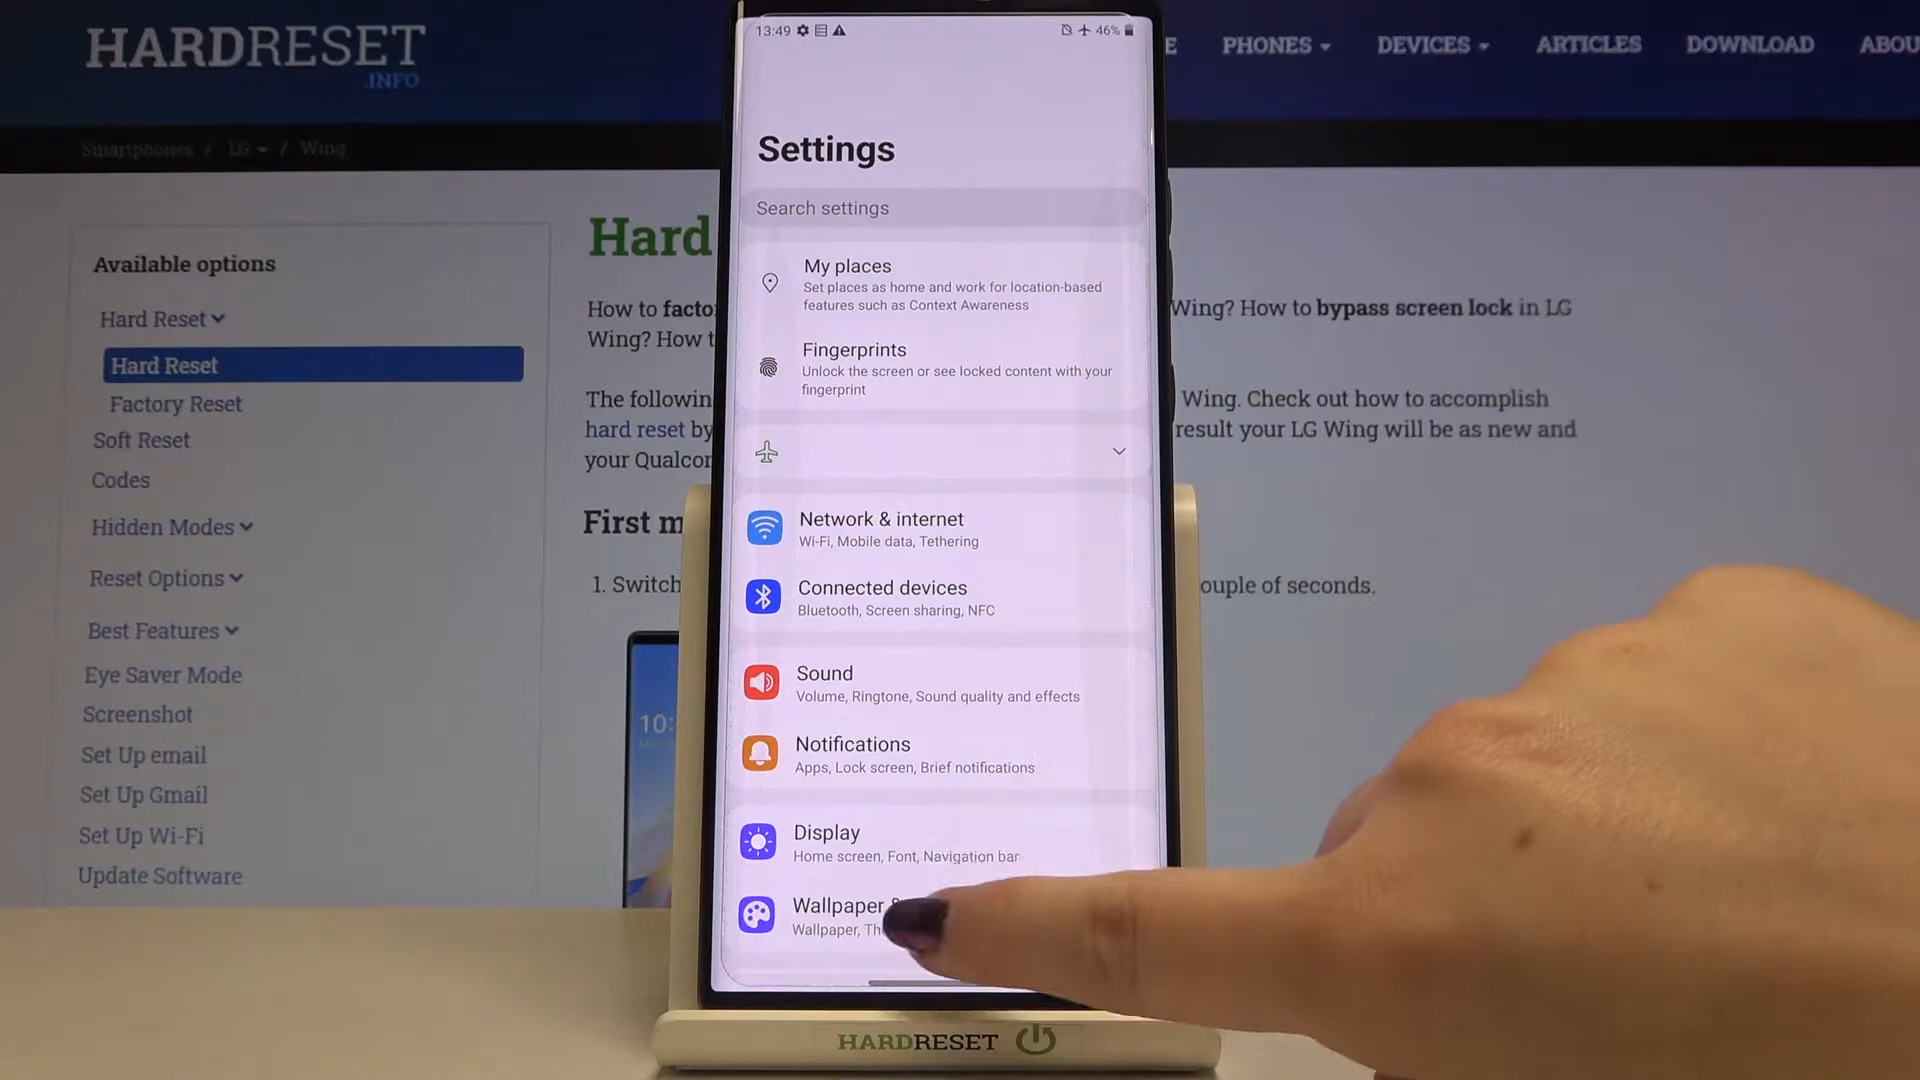 HARDRESET
.INFO
E PHONES DEVICES ARTICLES DOWNLOAD ABOU
Smartphones / LG / Wing
Available options
Hard Reset
Hard Reset
Factory Reset
Soft Reset
Codes
Hidden Modes
Reset Options
Best Features
Eye Saver Mode
Screenshot
Set Up email
Set Up Gmail
Set Up Wi-Fi
Update Software
Hard
How to facto
Wing? How to bypass screen lock in LG
Wing? How t
The followin
Wing. Check out how to accomplish
hard reset by
result your LG Wing will be as new and
your Qualcor
First m
1. Switch
ouple of seconds.
10:
13:49 46%
Settings
Search settings
My places
Set places as home and work for location-based
features such as Context Awareness
Fingerprints
Unlock the screen or see locked content with your
fingerprint
Network & internet
Wi-Fi, Mobile data, Tethering
Connected devices
Bluetooth, Screen sharing, NFC
Sound
Volume, Ringtone, Sound quality and effects
Notifications
Apps, Lock screen, Brief notifications
Display
Home screen, Font, Navigation bar
Wallpaper &
Wallpaper, Th
HARDRESET